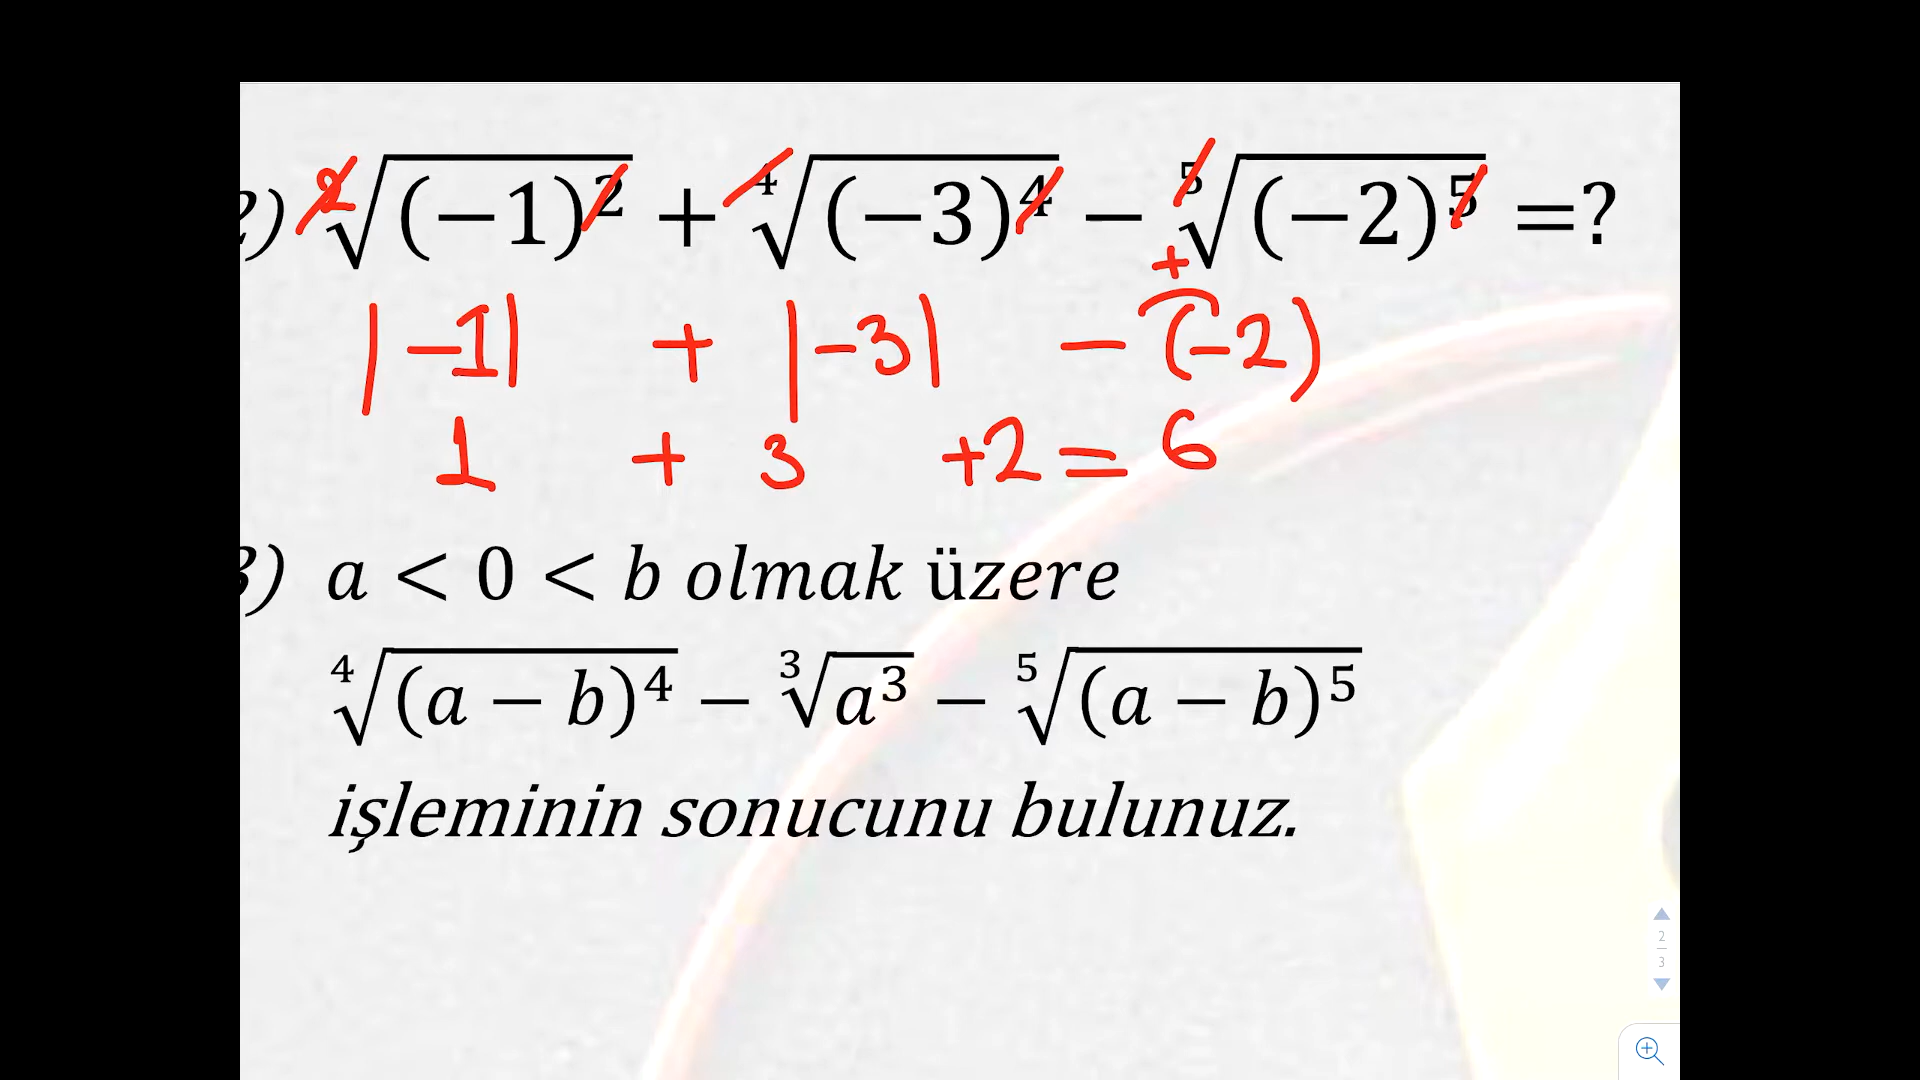 2) ²√(−1)² + ⁴√(−3)⁴ − ⁵√(−2)⁵ =?
+
|−1| + |−3| − (−2)
1 + 3 +2 = 6
3) a < 0 < b olmak üzere
⁴√(a − b)⁴ − ³√a³ − ⁵√(a − b)⁵
işleminin sonucunu bulunuz.
2
3